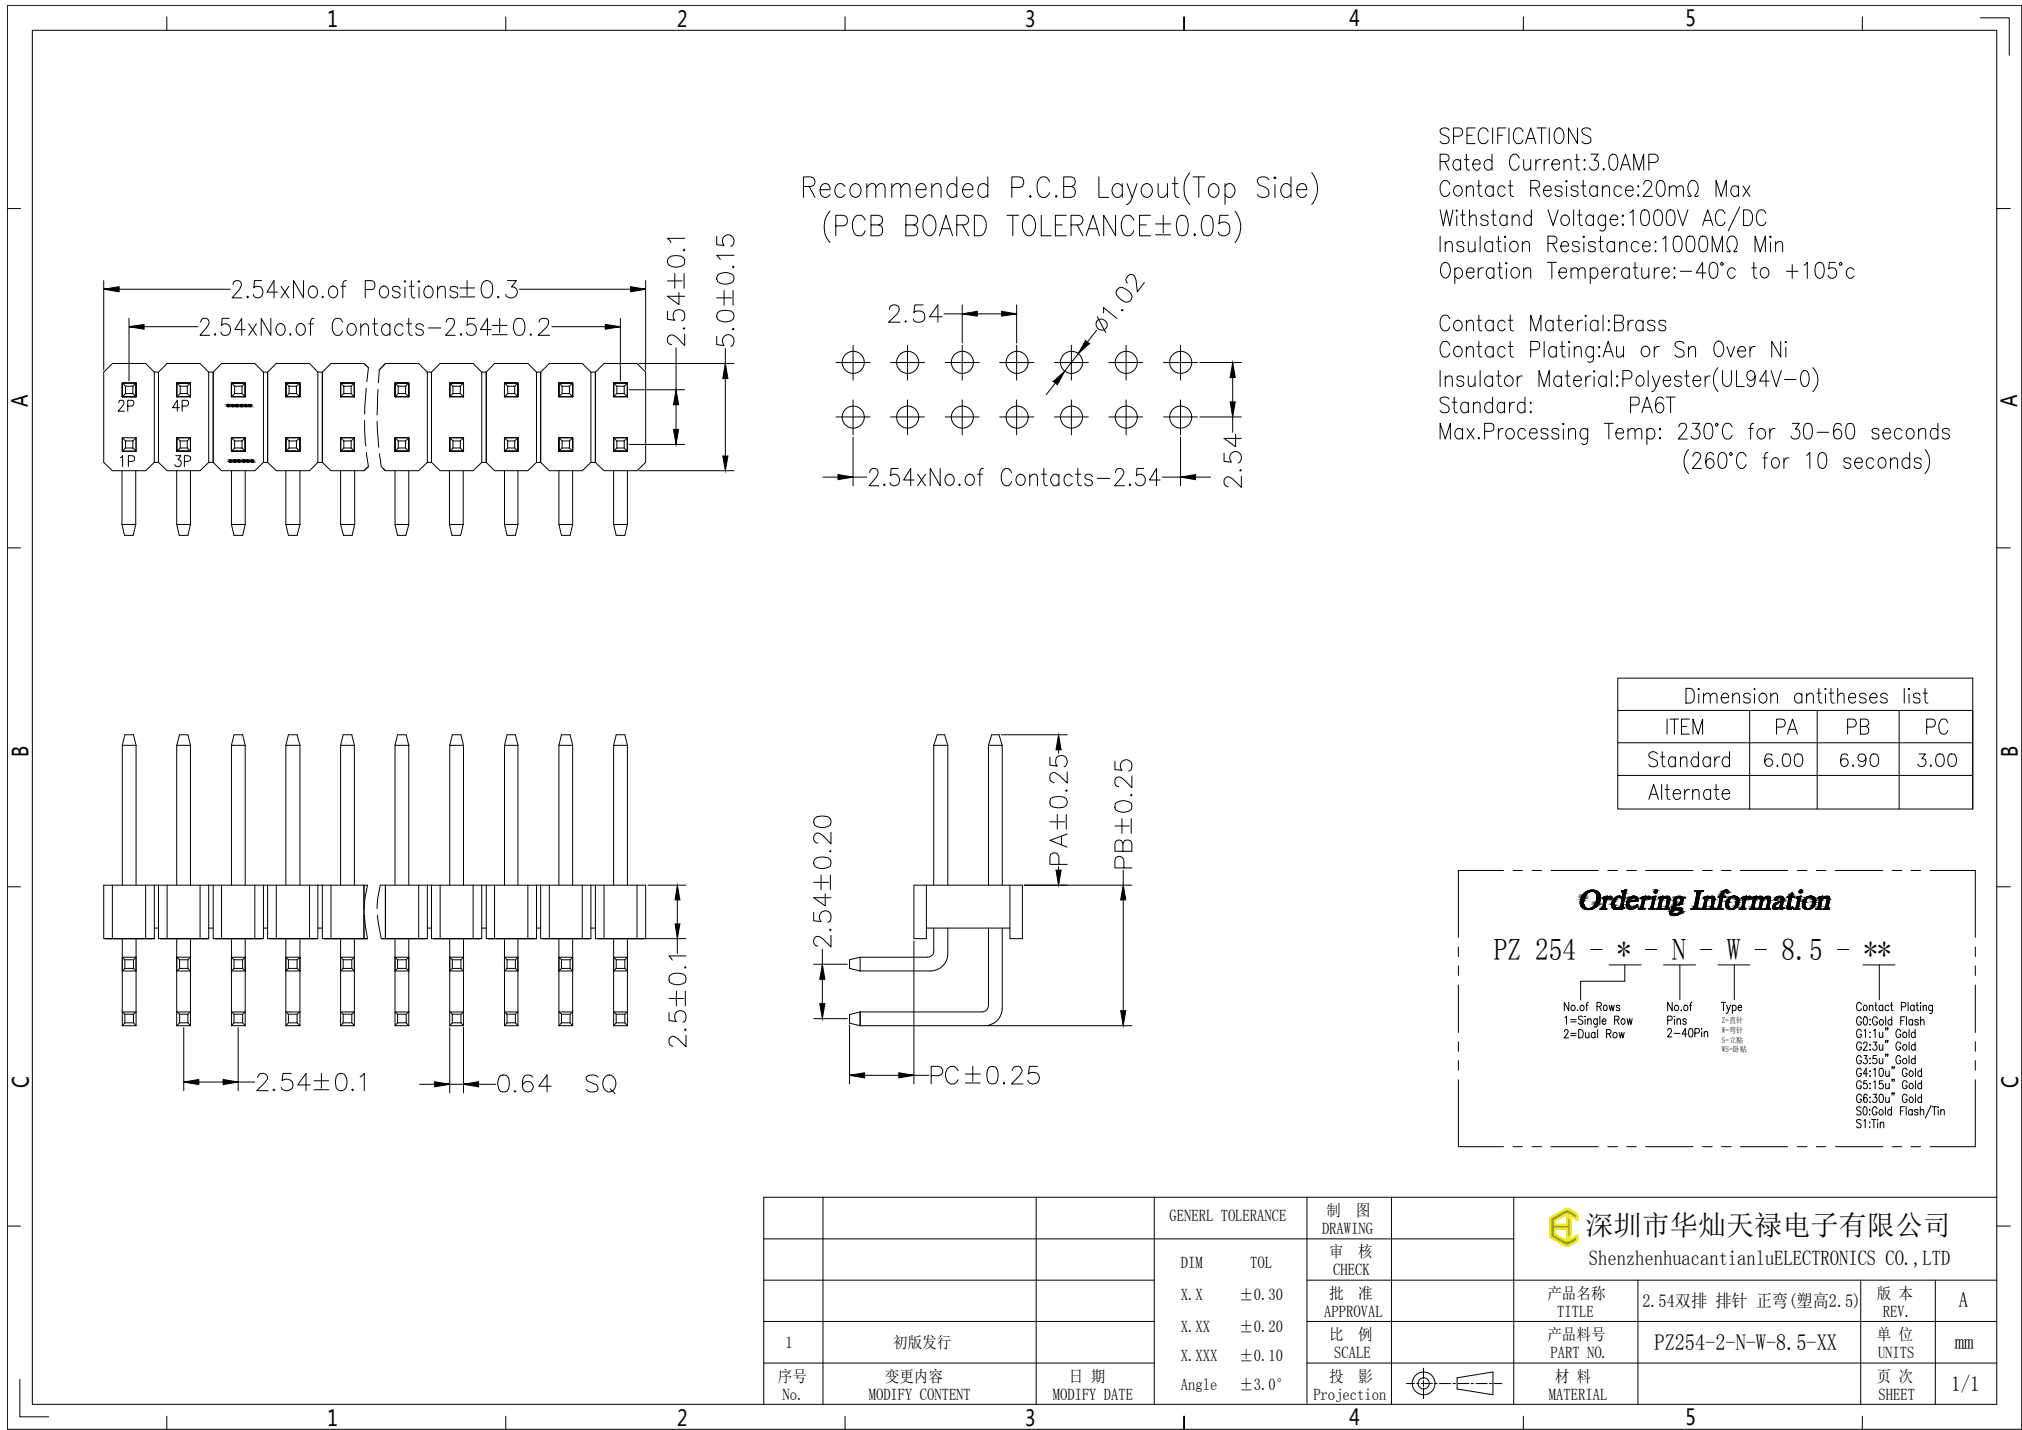 1 2 3 4 5
A
B
C
A
B
C
2.54xNo.of Positions±0.3
2.54xNo.of Contacts-2.54±0.2
2.54±0.1
5.0±0.15
2P 4P
1P 3P
Recommended P.C.B Layout(Top Side)
(PCB BOARD TOLERANCE±0.05)
2.54
ø1.02
2.54
2.54xNo.of Contacts-2.54
SPECIFICATIONS
Rated Current:3.0AMP
Contact Resistance:20mΩ Max
Withstand Voltage:1000V AC/DC
Insulation Resistance:1000MΩ Min
Operation Temperature:-40°c to +105°c
Contact Material:Brass
Contact Plating:Au or Sn Over Ni
Insulator Material:Polyester(UL94V-0)
Standard: PA6T
Max.Processing Temp: 230°C for 30-60 seconds
(260°C for 10 seconds)
2.5±0.1
2.54±0.1
0.64 SQ
2.54±0.20
PA±0.25
PB±0.25
PC±0.25
Dimension antitheses list
ITEM PA PB PC
Standard 6.00 6.90 3.00
Alternate
Ordering Information
PZ 254 - * - N - W - 8.5 - **
No.of Rows
1=Single Row
2=Dual Row
No.of
Pins
2-40Pin
Type
Z-直针
W-弯针
S-立贴
WS-卧贴
Contact Plating
G0:Gold Flash
G1:1u" Gold
G2:3u" Gold
G3:5u" Gold
G4:10u" Gold
G5:15u" Gold
G6:30u" Gold
S0:Gold Flash/Tin
S1:Tin
1 初版发行
序号 变更内容 日 期
No. MODIFY CONTENT MODIFY DATE
GENERL TOLERANCE
DIM TOL
X.X ±0.30
X.XX ±0.20
X.XXX ±0.10
Angle ±3.0°
制 图
DRAWING
审 核
CHECK
批 准
APPROVAL
比 例
SCALE
投 影
Projection
深圳市华灿天禄电子有限公司
ShenzhenhuacantianluELECTRONICS CO.,LTD
产品名称
TITLE
2.54双排 排针 正弯(塑高2.5)
版 本
REV.
A
产品料号
PART NO.
PZ254-2-N-W-8.5-XX
单 位
UNITS
mm
材 料
MATERIAL
页 次
SHEET
1/1
1 2 3 4 5